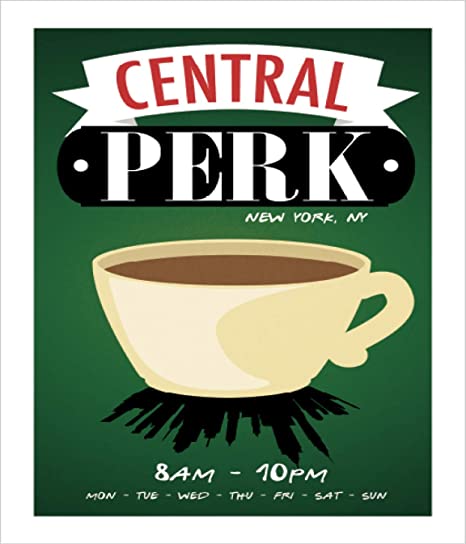 CENTRAL
• PERK •
NEW YORK, NY
8AM - 10PM
MON - TUE - WED - THU - FRI - SAT - SUN